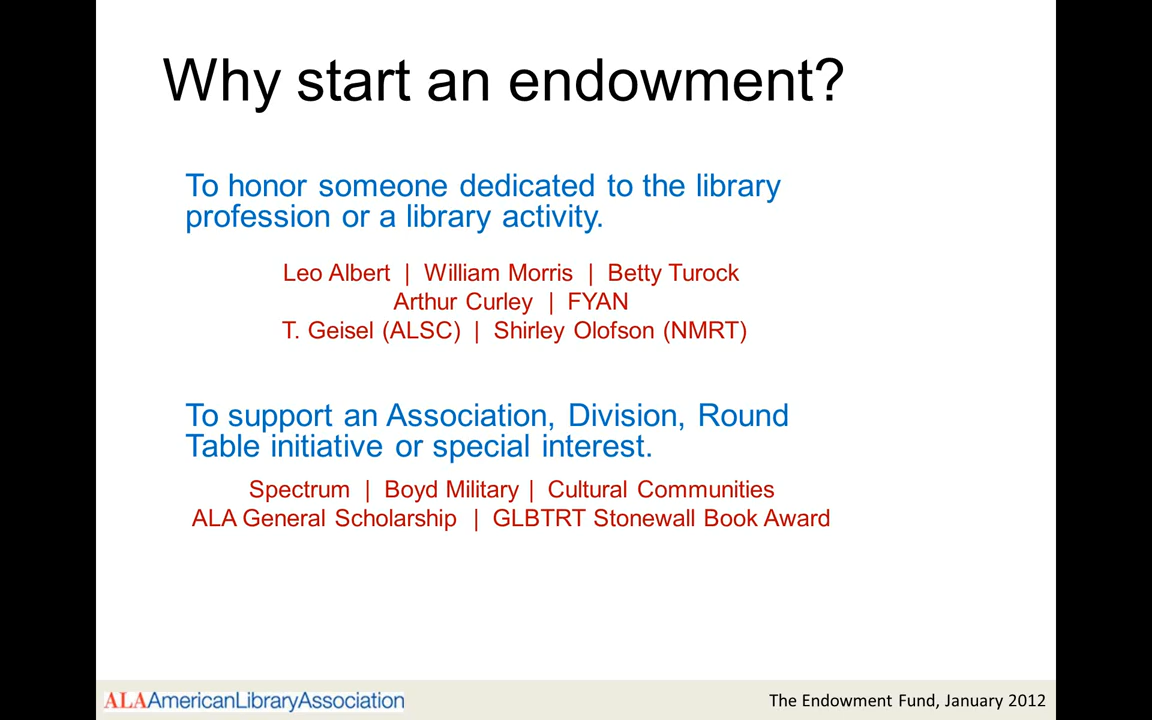 Why start an endowment?
To honor someone dedicated to the library
profession or a library activity.
Leo Albert | William Morris | Betty Turock
Arthur Curley | FYAN
T. Geisel (ALSC) | Shirley Olofson (NMRT)
To support an Association, Division, Round
Table initiative or special interest.
Spectrum | Boyd Military | Cultural Communities
ALA General Scholarship | GLBTRT Stonewall Book Award
ALAAmericanLibraryAssociation
The Endowment Fund, January 2012